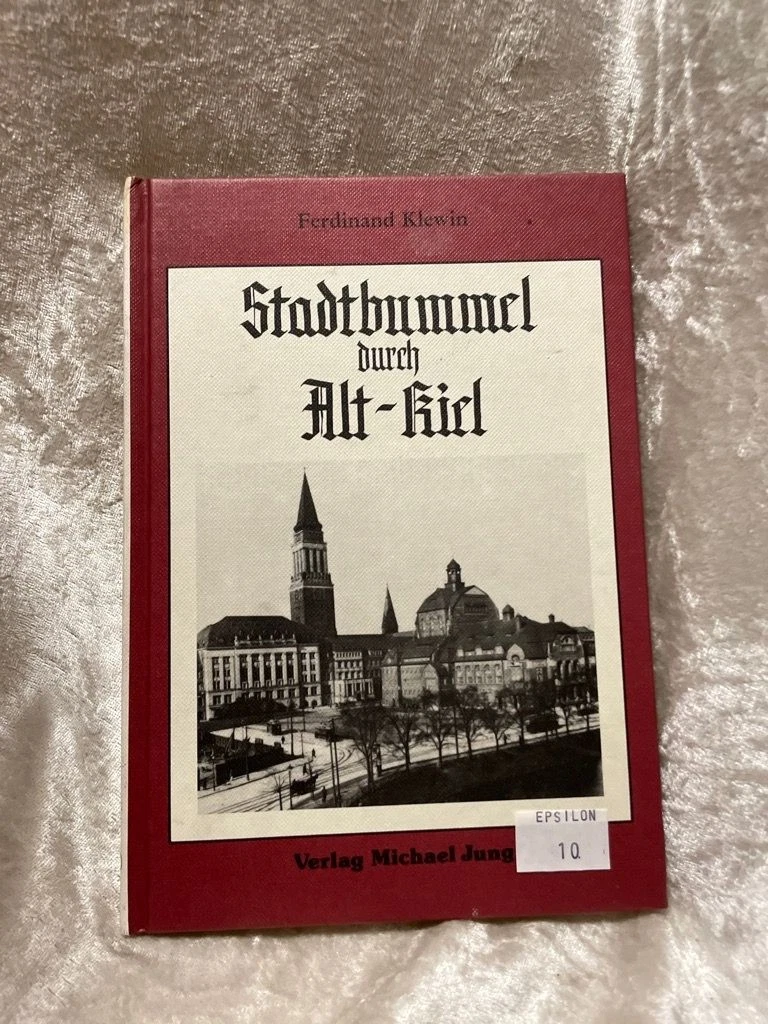 Ferdinand Klewin
Stadtbummel
durch
Alt-Kiel
Verlag Michael Jung
EPSILON
10